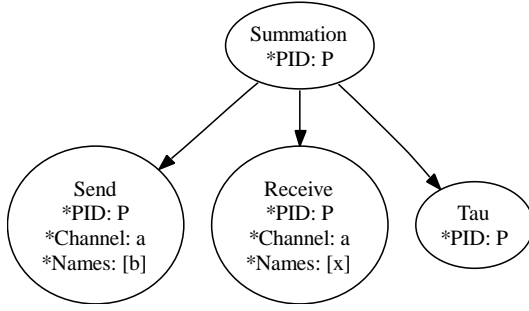 Summation
*PID: P
Send
*PID: P
*Channel: a
*Names: [b]
Receive
*PID: P
*Channel: a
*Names: [x]
Tau
*PID: P